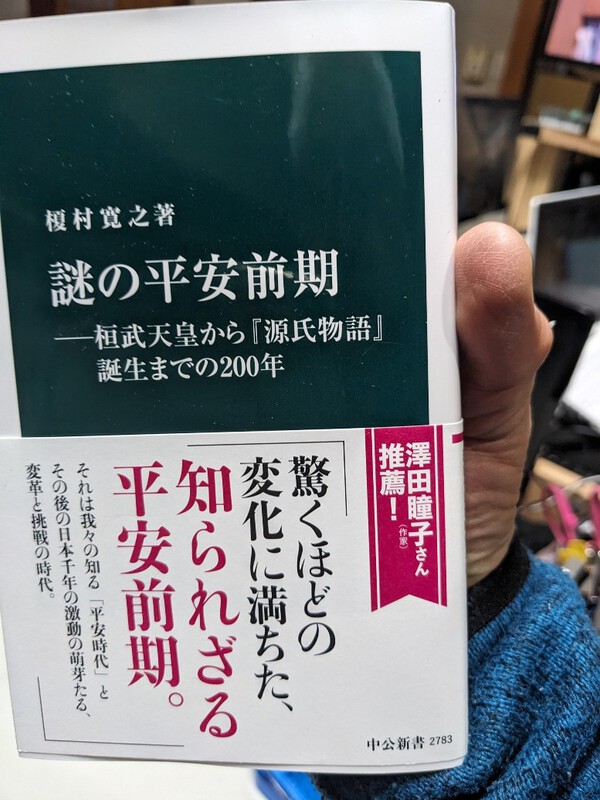 榎村寛之著
謎の平安前期
―桓武天皇から『源氏物語』
誕生までの200年
澤田瞳子さん
(作家)
推薦!
「驚くほどの
変化に満ちた、
知られざる
平安前期。」
それは我々の知る「平安時代」と
その後の日本千年の激動の萌芽たる、
変革と挑戦の時代。
中公新書 2783